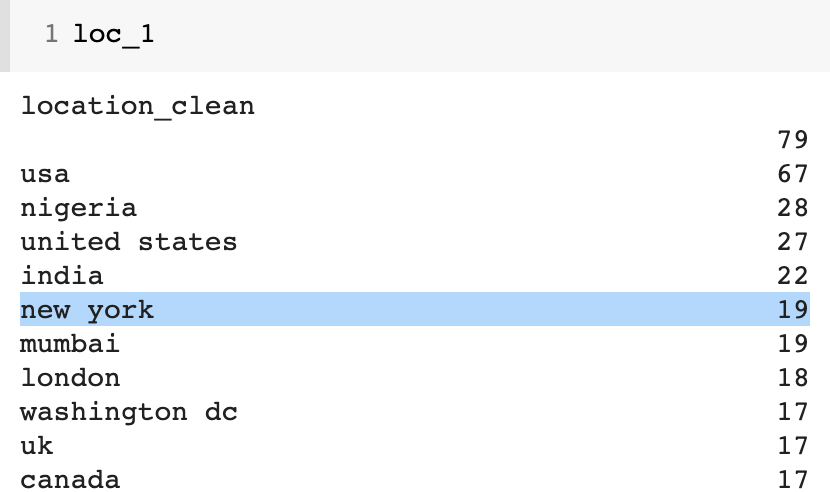 1 loc_1
location_clean
79
usa 67
nigeria 28
united states 27
india 22
new york 19
mumbai 19
london 18
washington dc 17
uk 17
canada 17